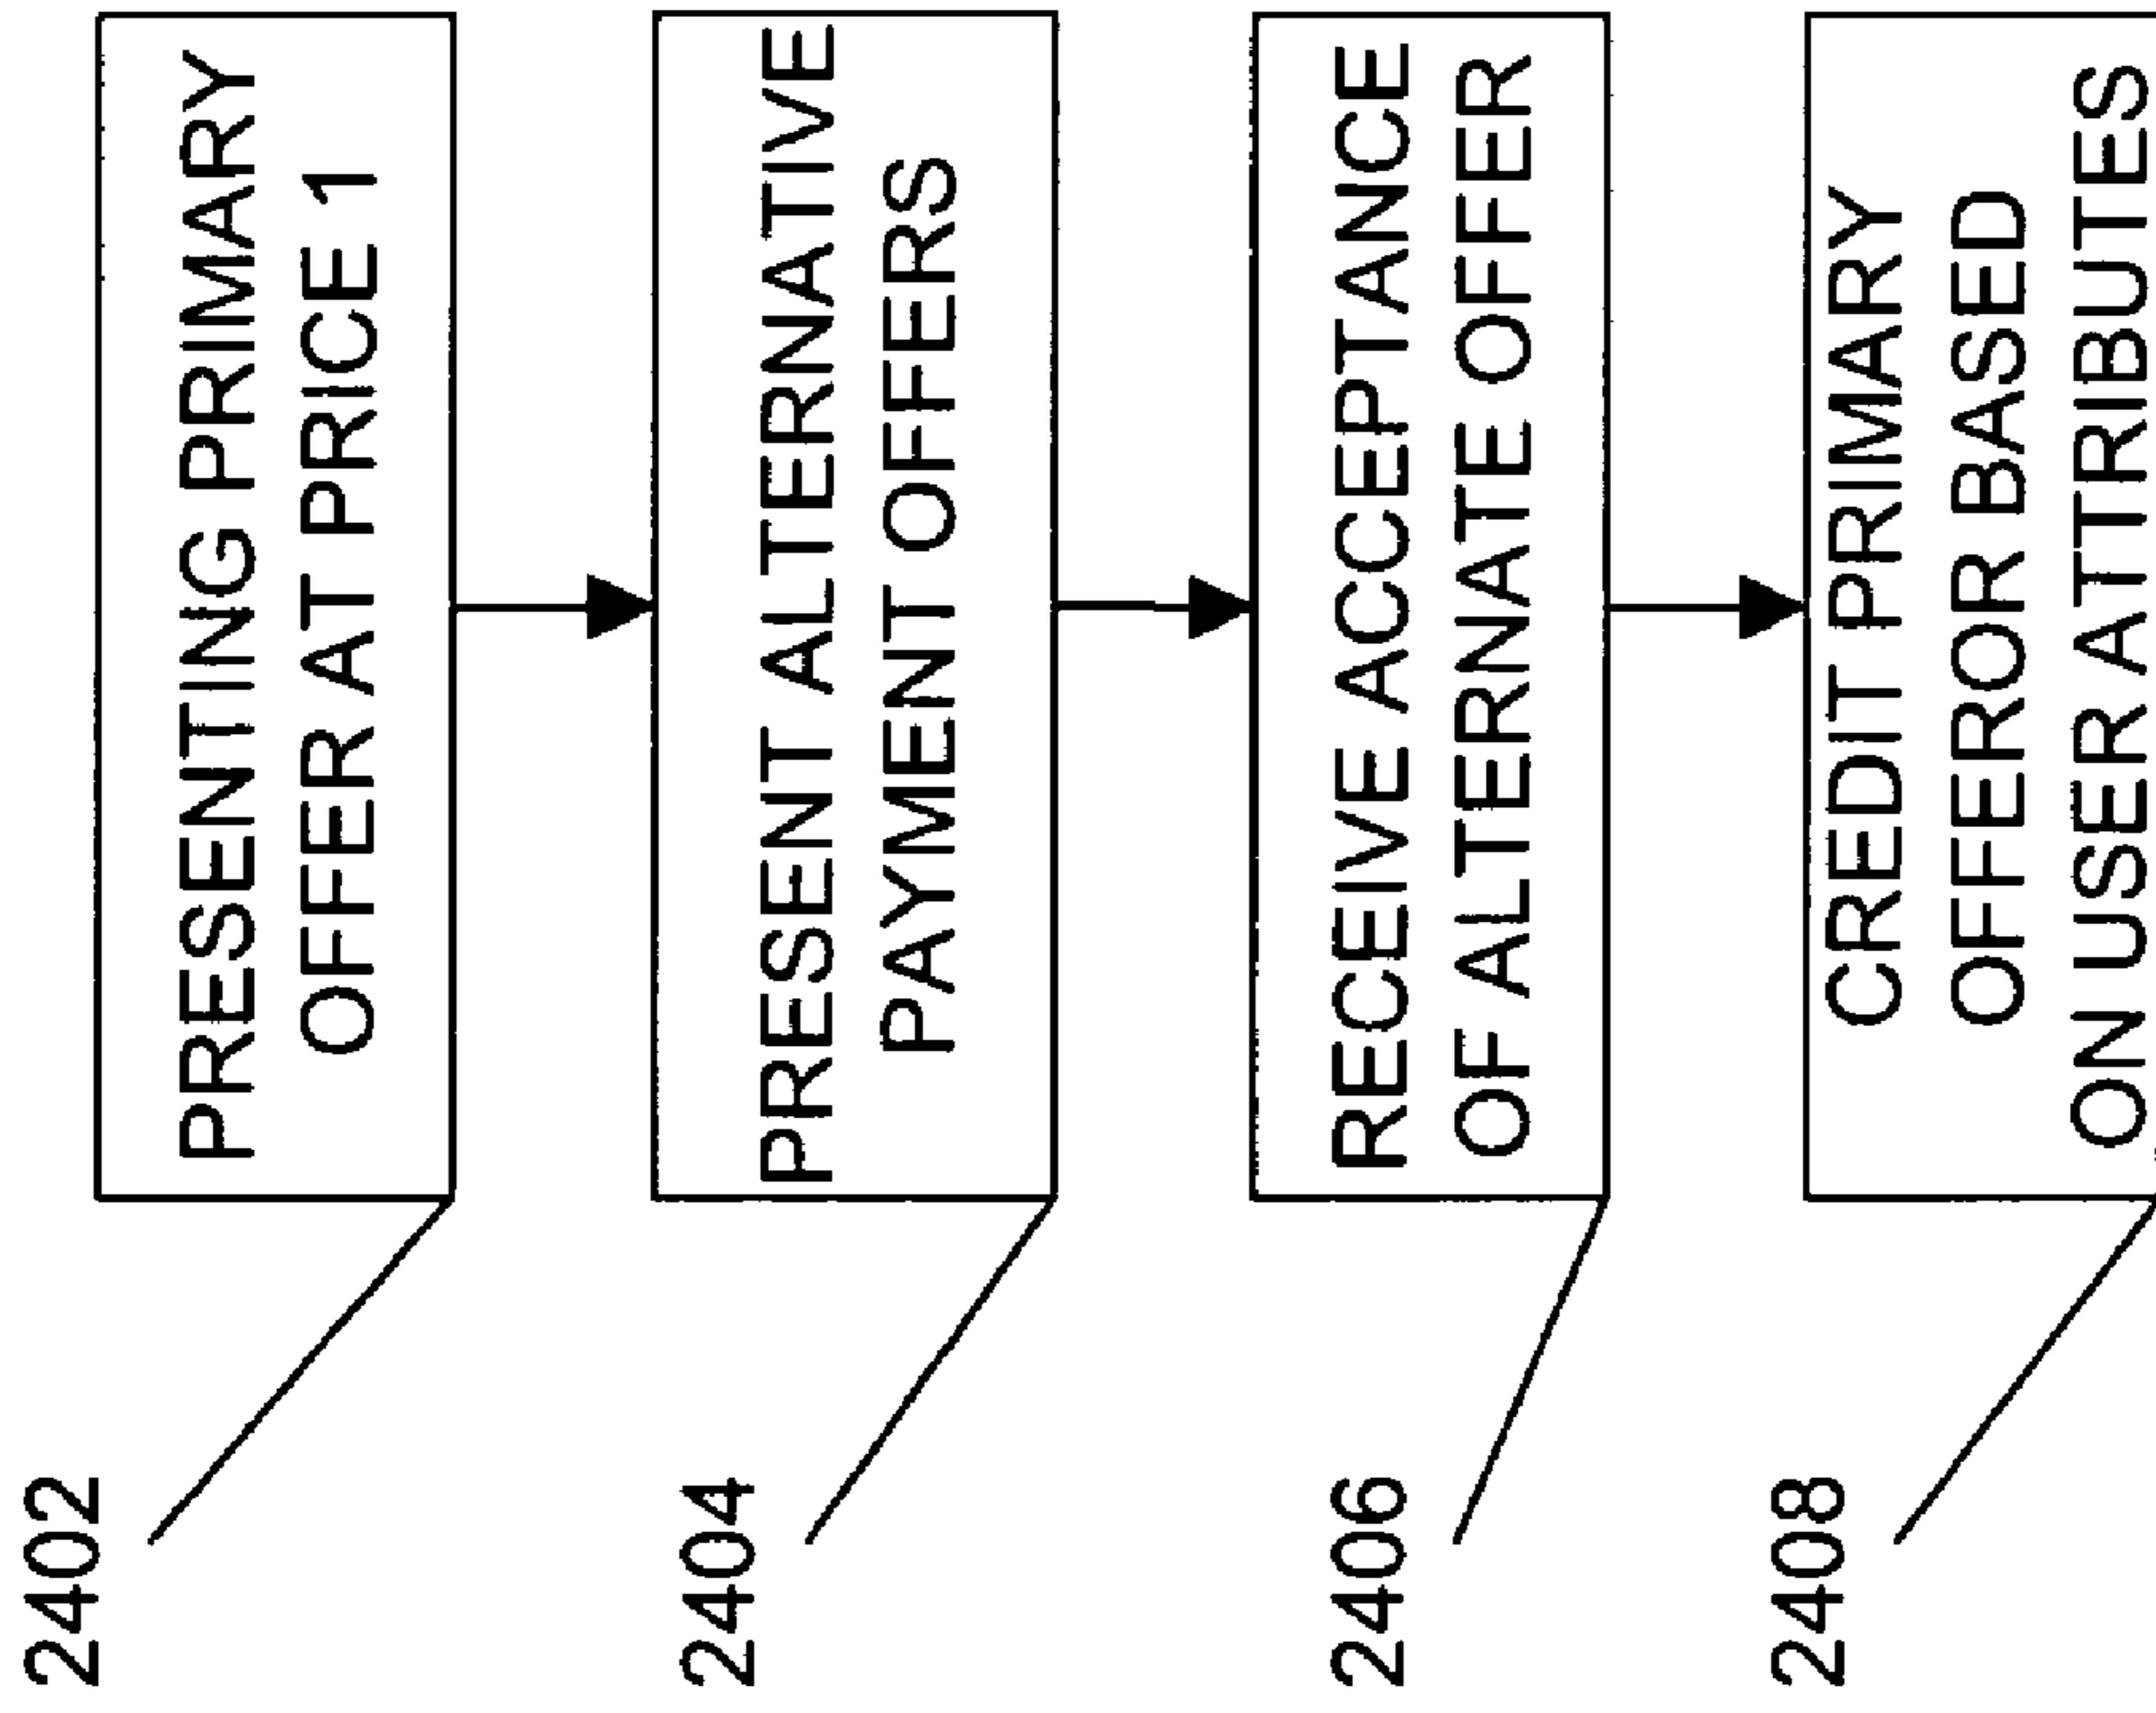 2402
PRESENTING PRIMARY
OFFER AT PRICE 1
2404
PRESENT ALTERNATIVE
PAYMENT OFFERS
2406
RECEIVE ACCEPTANCE
OF ALTERNATE OFFER
2408
CREDIT PRIMARY
OFFEROR BASED
ON USER ATTRIBUTES